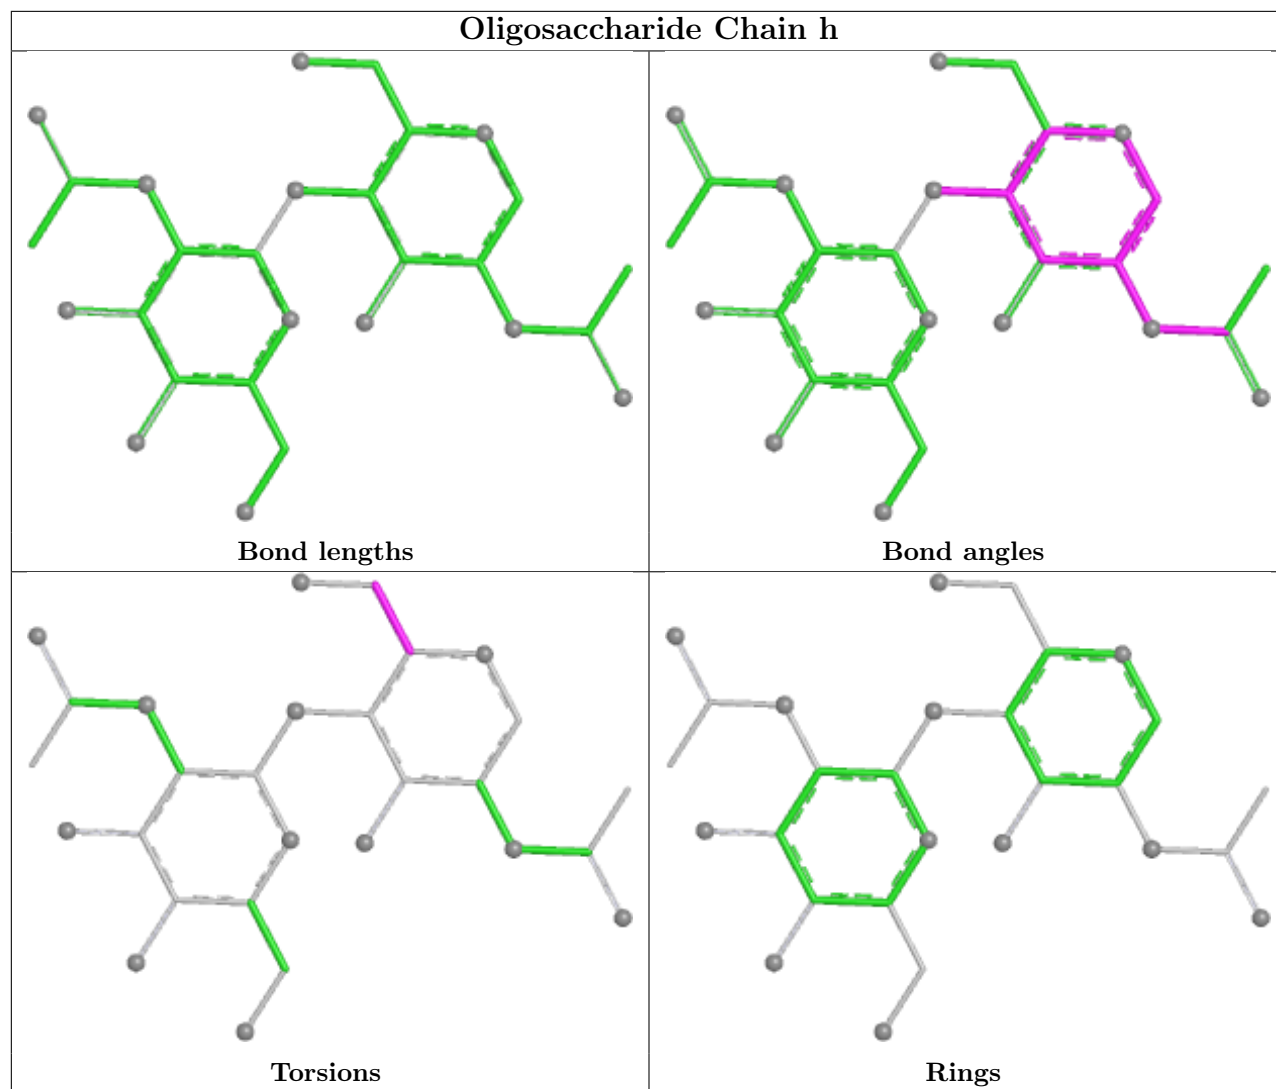 Oligosaccharide Chain h
Bond lengths
Bond angles
Torsions
Rings